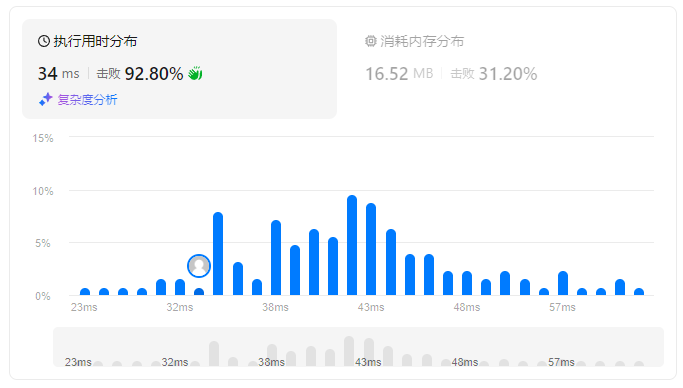 执行用时分布
34 ms 击败 92.80%
复杂度分析
消耗内存分布
16.52 MB 击败 31.20%
15%
10%
5%
0%
23ms 32ms 38ms 43ms 48ms 57ms
23ms 32ms 38ms 43ms 48ms 57ms